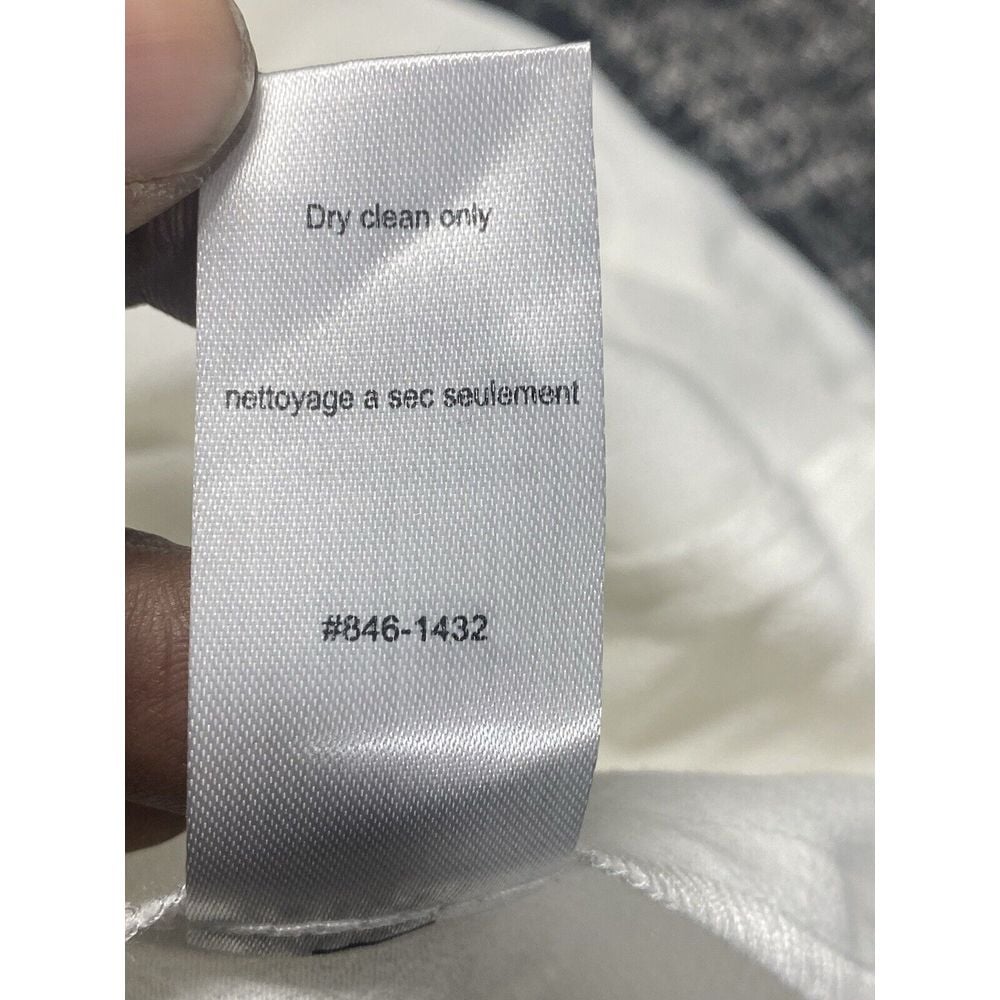 Dry clean only
nettoyage a sec seulement
#846-1432